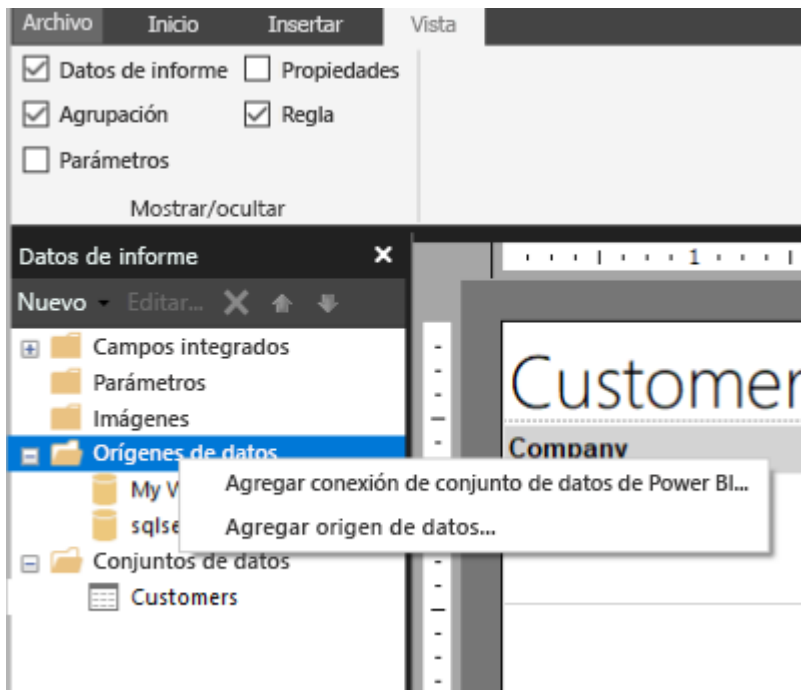 Archivo Inicio Insertar Vista
Datos de informe Propiedades
Agrupación Regla
Parámetros
Mostrar/ocultar
Datos de informe
Nuevo Editar...
1
Campos integrados
Parámetros
Imágenes
Orígenes de datos
My
sqlse
Agregar conexión de conjunto de datos de Power BI...
Agregar origen de datos...
Conjuntos de datos
Customers
Customer
Company